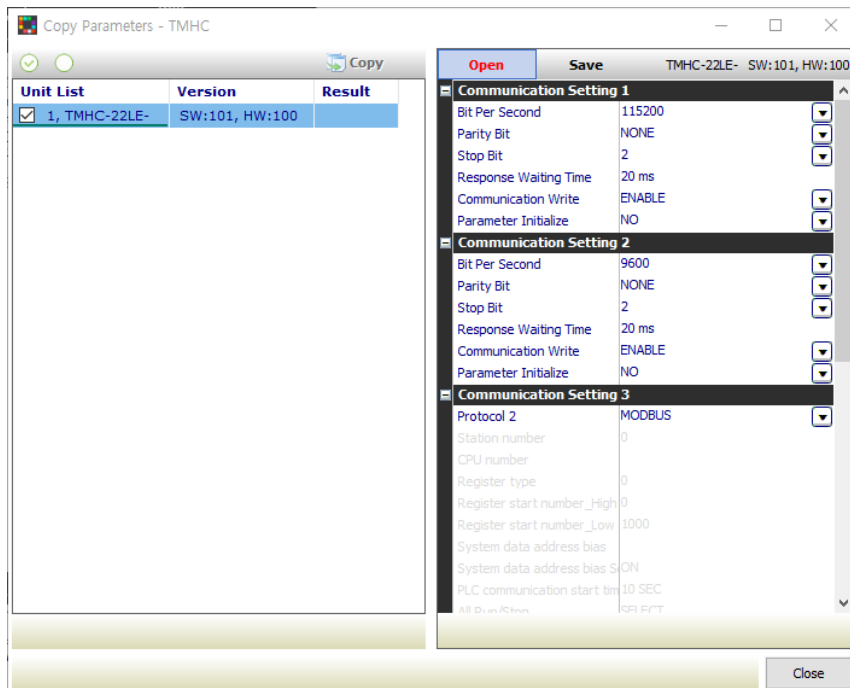 Copy Parameters - TMHC
Copy
Unit List Version Result
1, TMHC-22LE- SW:101, HW:100
Open Save TMHC-22LE- SW:101, HW:100
Communication Setting 1
Bit Per Second 115200
Parity Bit NONE
Stop Bit 2
Response Waiting Time 20 ms
Communication Write ENABLE
Parameter Initialize NO
Communication Setting 2
Bit Per Second 9600
Parity Bit NONE
Stop Bit 2
Response Waiting Time 20 ms
Communication Write ENABLE
Parameter Initialize NO
Communication Setting 3
Protocol 2 MODBUS
Station number 0
CPU number
Register type 0
Register start number_High 0
Register start number_Low 1000
System data address bias
System data address bias S ON
PLC communication start tim 10 SEC
All Run/Stop SELECT
Close